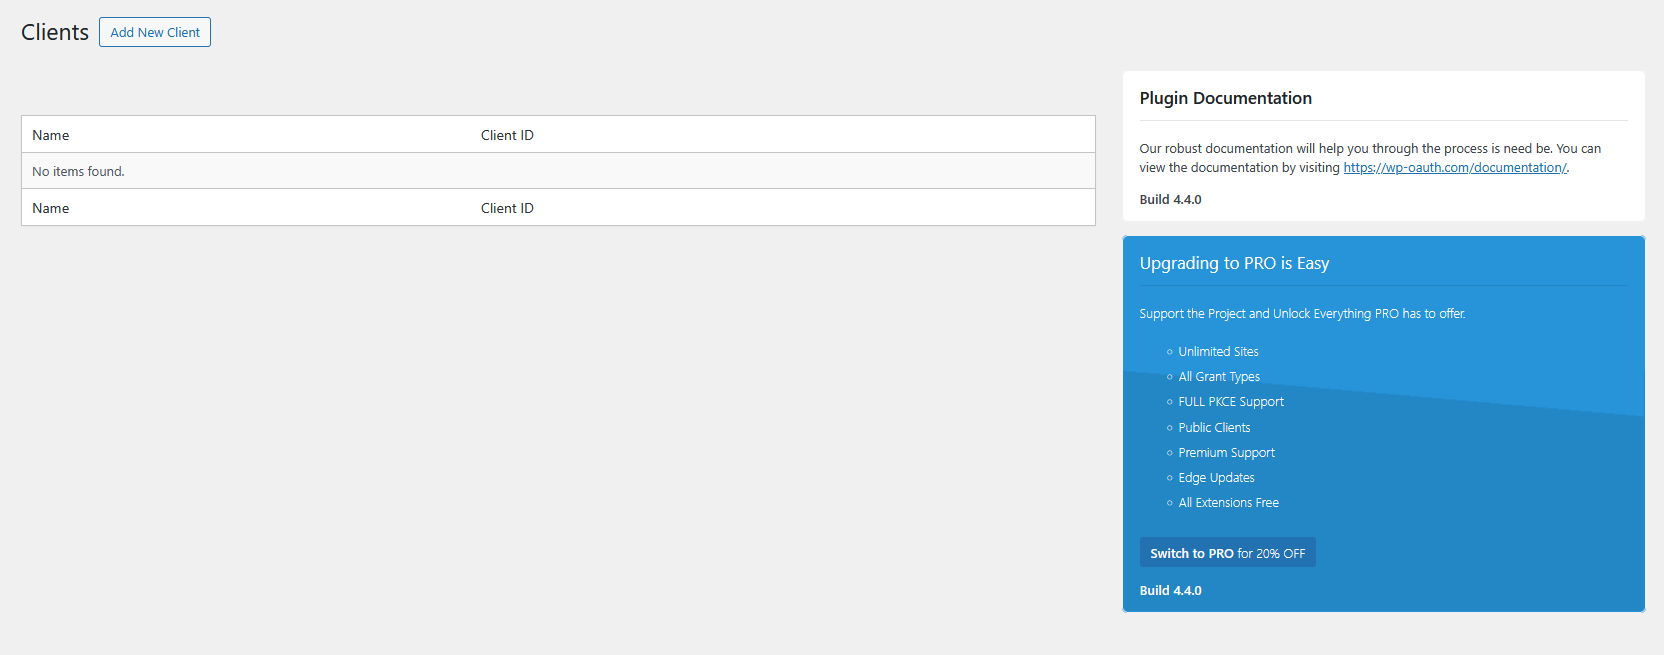 Clients
Add New Client
Name Client ID
No items found.
Name Client ID
Plugin Documentation
Our robust documentation will help you through the process is need be. You can
view the documentation by visiting https://wp-oauth.com/documentation/.
Build 4.4.0
Upgrading to PRO is Easy
Support the Project and Unlock Everything PRO has to offer.
Unlimited Sites
All Grant Types
FULL PKCE Support
Public Clients
Premium Support
Edge Updates
All Extensions Free
Switch to PRO for 20% OFF
Build 4.4.0